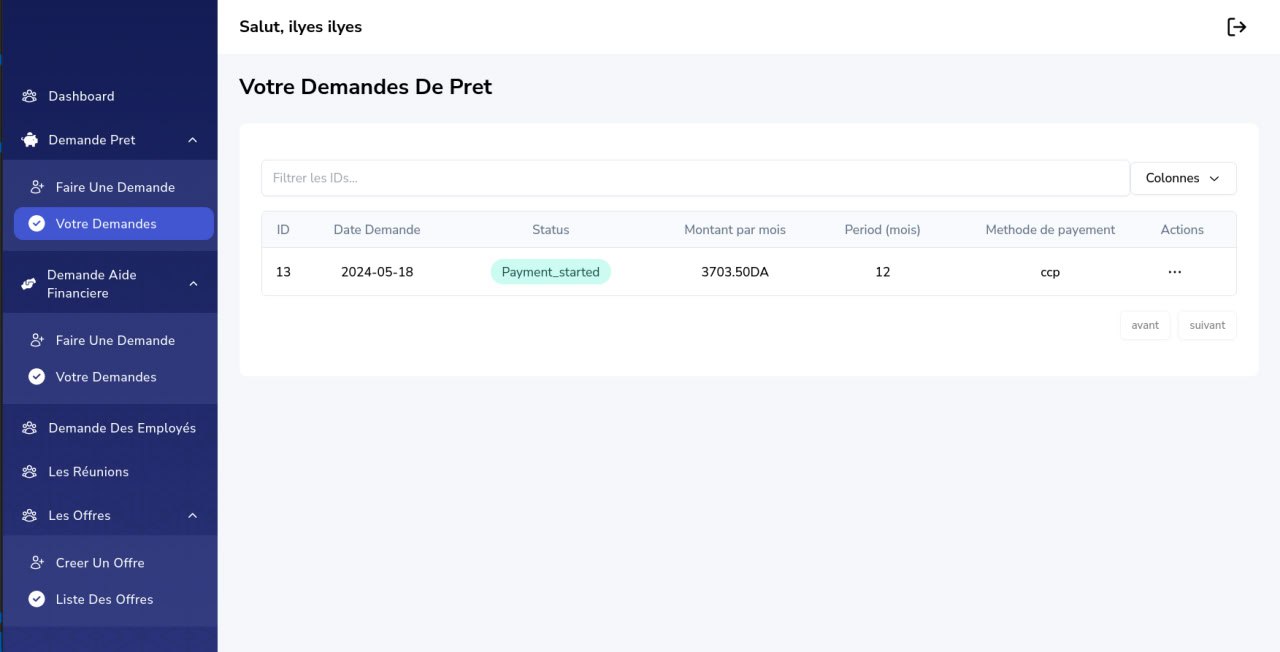 Salut, ilyes ilyes
Dashboard
Demande Pret
Faire Une Demande
Votre Demandes
Demande Aide
Financiere
Faire Une Demande
Votre Demandes
Demande Des Employés
Les Réunions
Les Offres
Creer Un Offre
Liste Des Offres
Votre Demandes De Pret
Filtrer les IDs...
Colonnes
ID Date Demande Status Montant par mois Period (mois) Methode de payement Actions
13 2024-05-18 Payment_started 3703.50DA 12 ccp ...
avant suivant